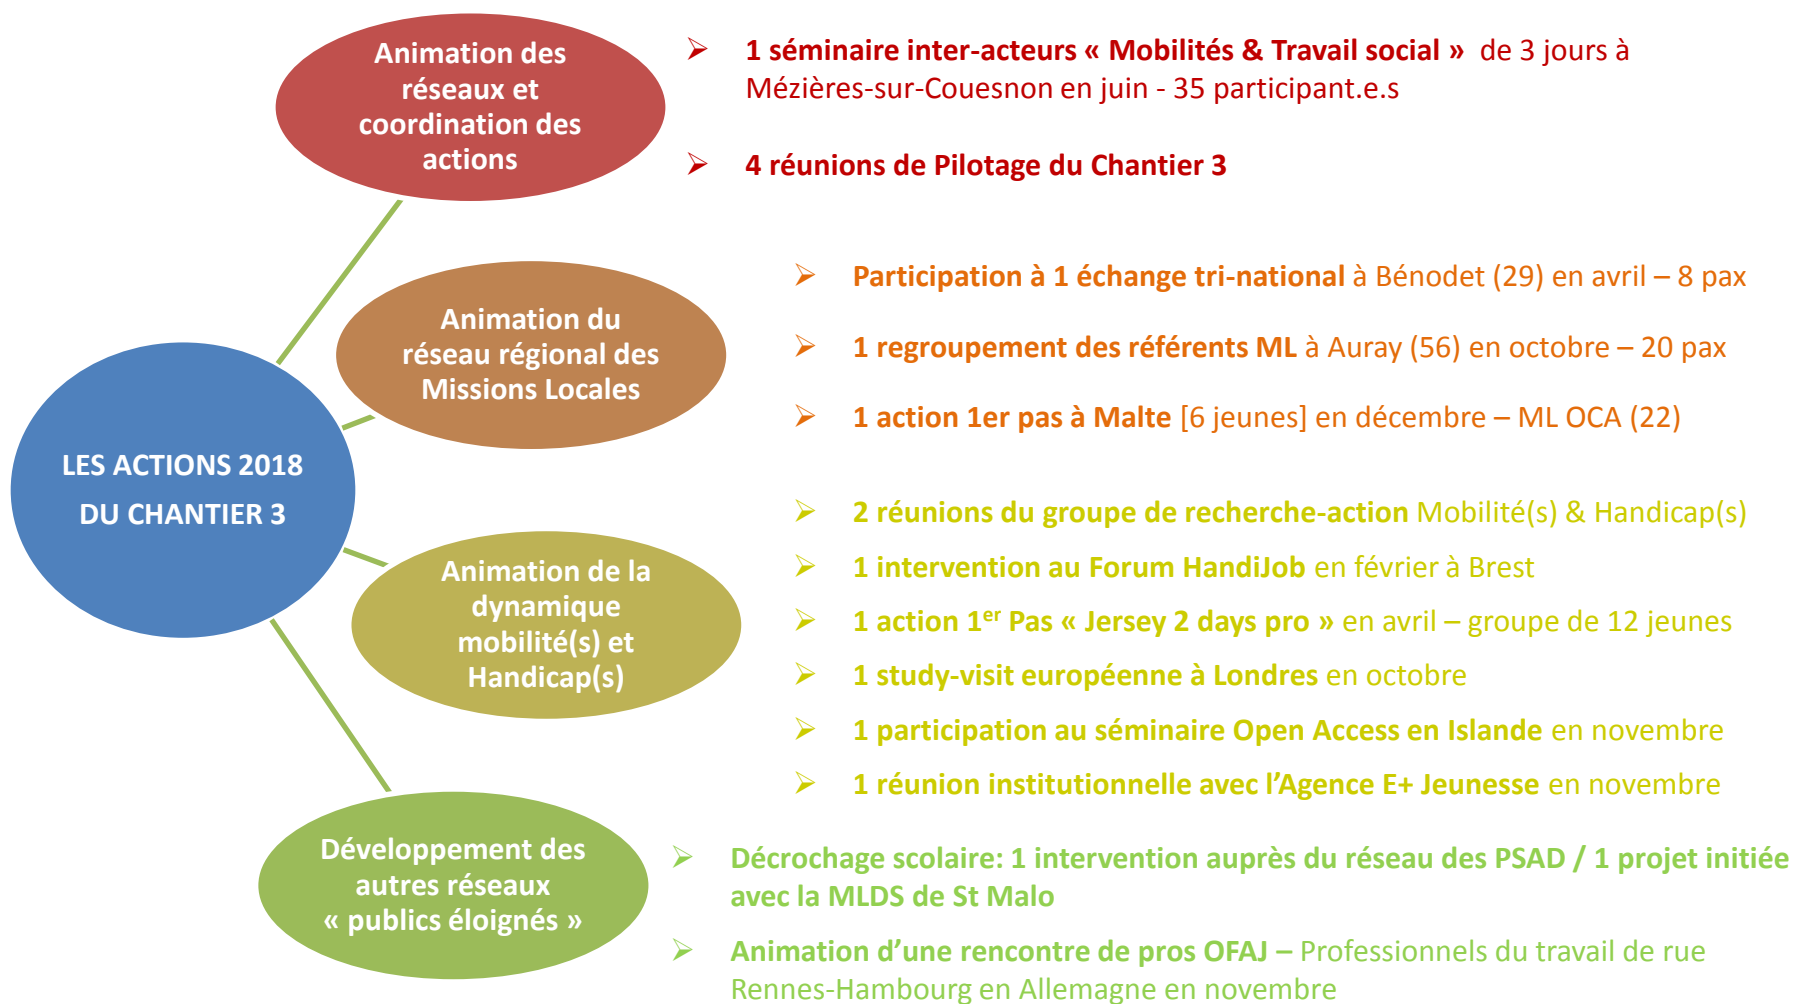 Animation des
réseaux et
coordination des
actions
➢ 1 séminaire inter-acteurs « Mobilités & Travail social » de 3 jours à
Mézières-sur-Couesnon en juin - 35 participant.e.s
➢ 4 réunions de Pilotage du Chantier 3
Animation du
réseau régional des
Missions Locales
➢ Participation à 1 échange tri-national à Bénodet (29) en avril – 8 pax
➢ 1 regroupement des référents ML à Auray (56) en octobre – 20 pax
➢ 1 action 1er pas à Malte [6 jeunes] en décembre – ML OCA (22)
LES ACTIONS 2018
DU CHANTIER 3
Animation de la
dynamique
mobilité(s) et
Handicap(s)
➢ 2 réunions du groupe de recherche-action Mobilité(s) & Handicap(s)
➢ 1 intervention au Forum HandiJob en février à Brest
➢ 1 action 1er Pas « Jersey 2 days pro » en avril – groupe de 12 jeunes
➢ 1 study-visit européenne à Londres en octobre
➢ 1 participation au séminaire Open Access en Islande en novembre
➢ 1 réunion institutionnelle avec l’Agence E+ Jeunesse en novembre
Développement des
autres réseaux
« publics éloignés »
➢ Décrochage scolaire: 1 intervention auprès du réseau des PSAD / 1 projet initiée
avec la MLDS de St Malo
➢ Animation d’une rencontre de pros OFAJ – Professionnels du travail de rue
Rennes-Hambourg en Allemagne en novembre